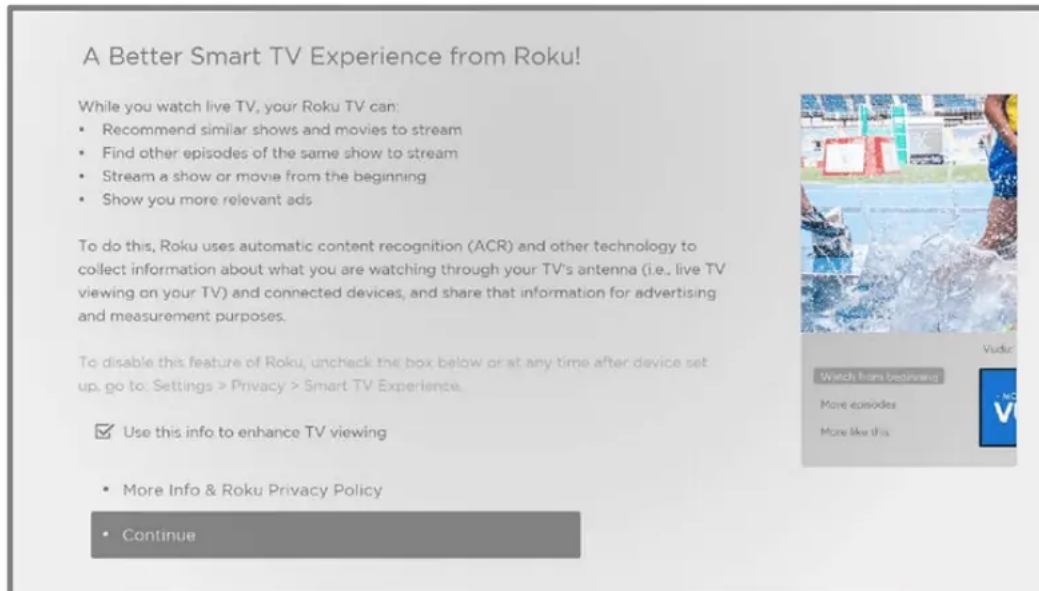 A Better Smart TV Experience from Roku!
While you watch live TV, your Roku TV can:
• Recommend similar shows and movies to stream
• Find other episodes of the same show to stream
• Stream a show or movie from the beginning
• Show you more relevant ads
To do this, Roku uses automatic content recognition (ACR) and other technology to
collect information about what you are watching through your TV's antenna (i.e., live TV
viewing on your TV) and connected devices, and share that information for advertising
and measurement purposes.
To disable this feature of Roku, uncheck the box below or at any time after device set
up, go to: Settings > Privacy > Smart TV Experience.
Use this info to enhance TV viewing
• More Info & Roku Privacy Policy
• Continue
Vudu:
Watch from beginning
More episodes
More like this